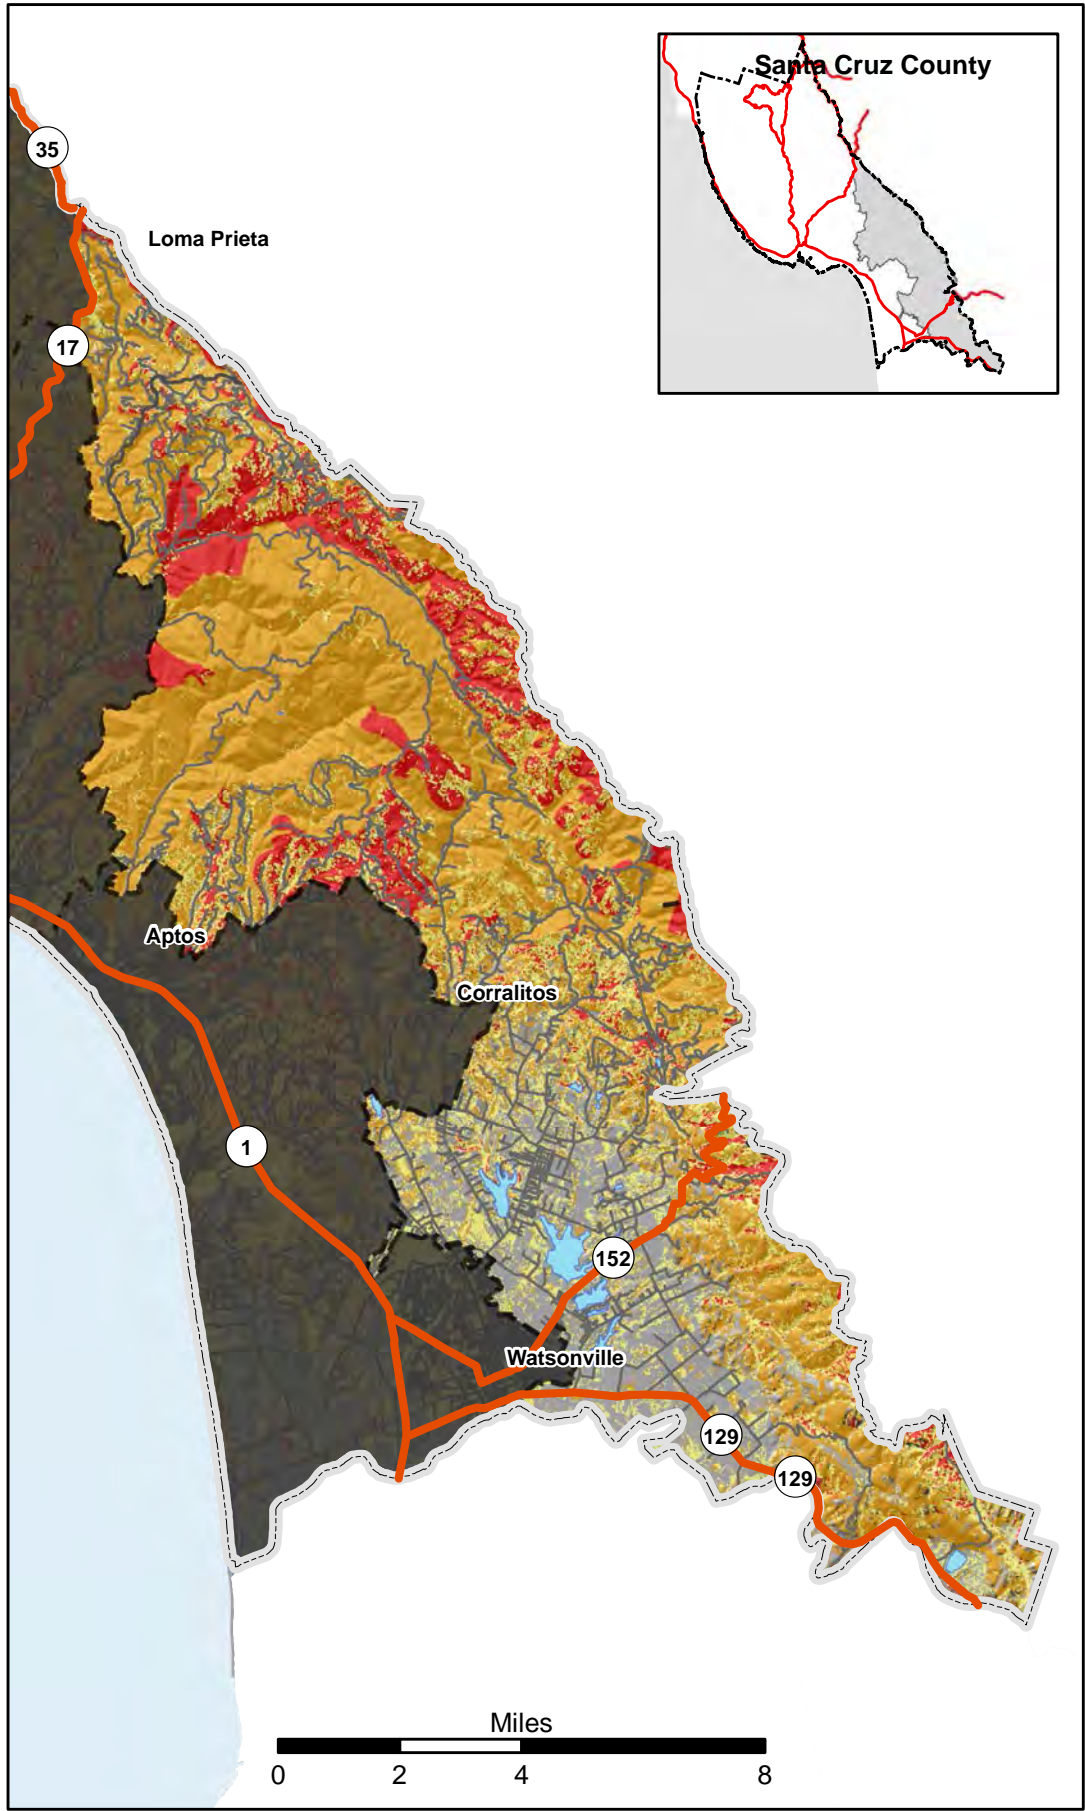 Santa Cruz County
35
Loma Prieta
17
Aptos
Corralitos
1
152
Watsonville
129
129
Miles
0 2 4 8